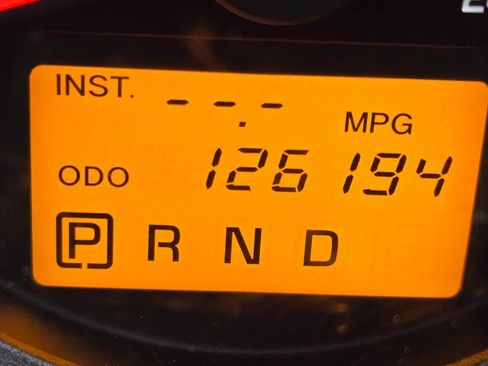 INST. --.- MPG
ODO 126194
P R N D